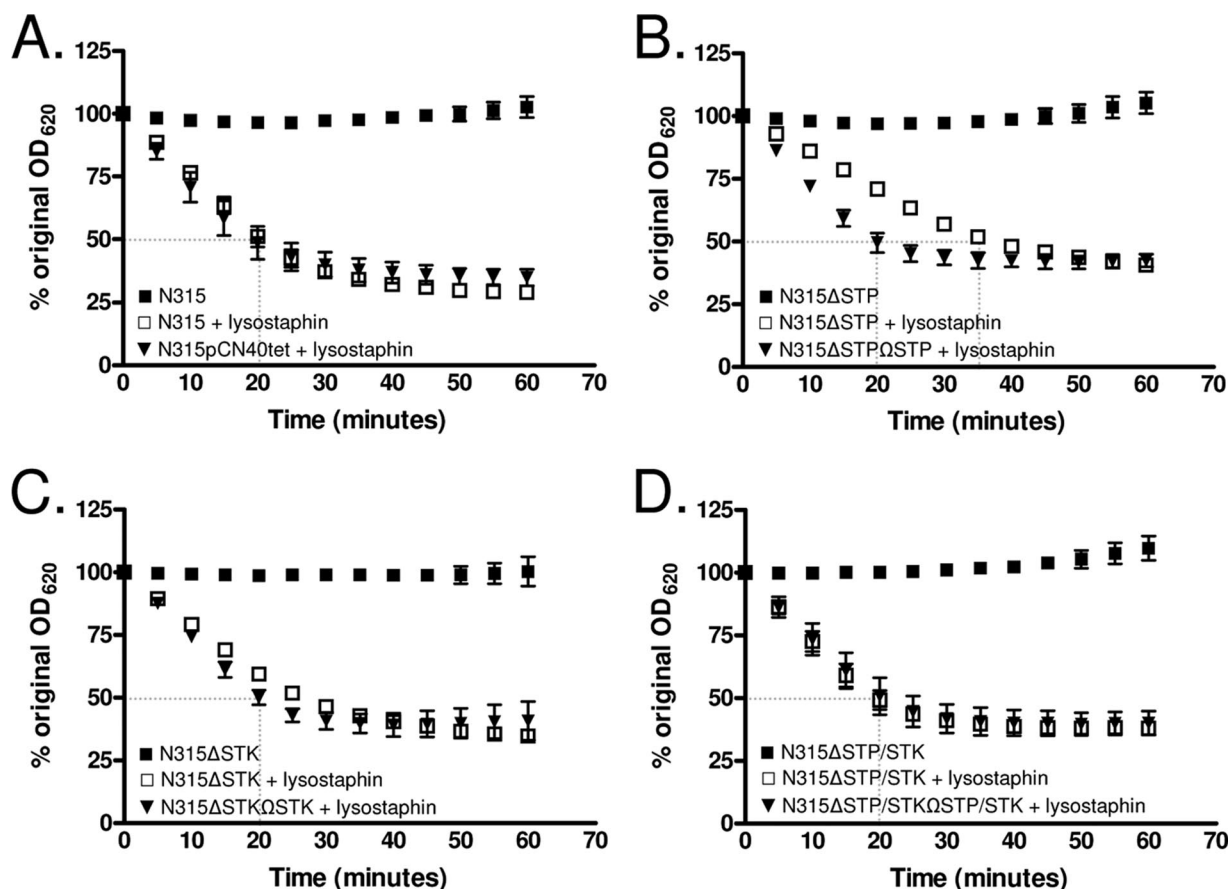 A.
125
100
75
50
25
0
% original OD620
■ N315
□ N315 + lysostaphin
▼ N315pCN40tet + lysostaphin
0 10 20 30 40 50 60 70
Time (minutes)
B.
125
100
75
50
25
0
% original OD620
■ N315ΔSTP
□ N315ΔSTP + lysostaphin
▼ N315ΔSTPΩSTP + lysostaphin
0 10 20 30 40 50 60 70
Time (minutes)
C.
125
100
75
50
25
0
% original OD620
■ N315ΔSTK
□ N315ΔSTK + lysostaphin
▼ N315ΔSTKΩSTK + lysostaphin
0 10 20 30 40 50 60 70
Time (minutes)
D.
125
100
75
50
25
0
% original OD620
■ N315ΔSTP/STK
□ N315ΔSTP/STK + lysostaphin
▼ N315ΔSTP/STKΩSTP/STK + lysostaphin
0 10 20 30 40 50 60 70
Time (minutes)